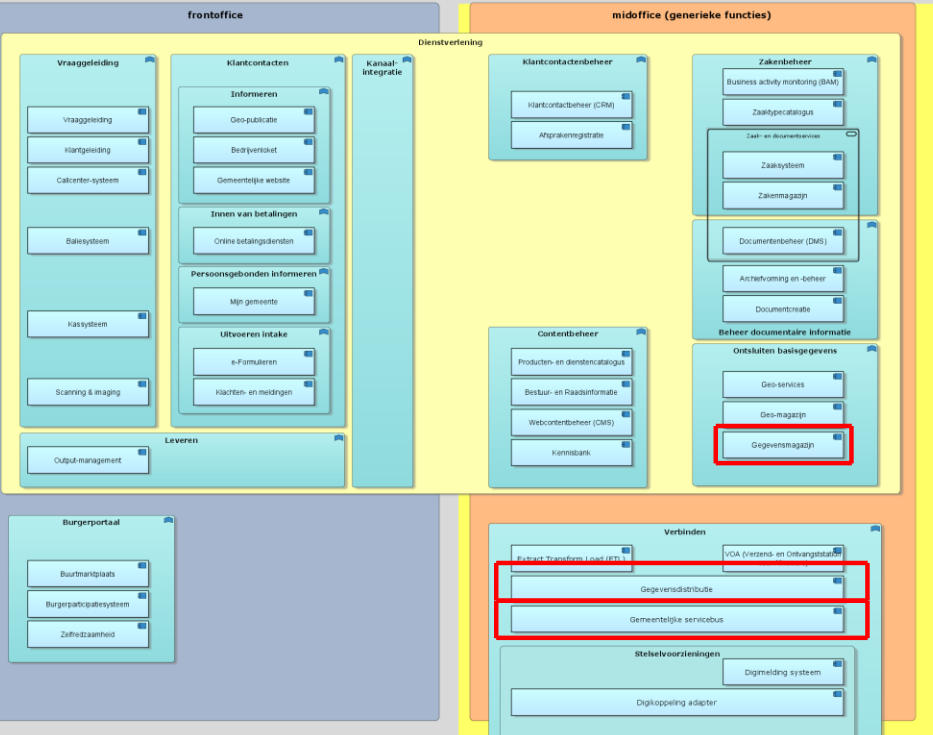 frontoffice
midoffice (generieke functies)
Dienstverlening
Vraaggeleiding
Vraaggeleiding
Klantgeleiding
Callcenter-systeem
Baliesysteem
Kassysteem
Scanning & imaging
Klantcontacten
Informeren
Geo-publicatie
Bedrijvenloket
Gemeentelijke website
Innen van betalingen
Online betalingsdiensten
Persoonsgebonden informeren
Mijn gemeente
Uitvoeren intake
e-Formulieren
Klachten- en meldingen
Kanaal-
integratie
Leveren
Output-management
Klantcontactenbeheer
Klantcontactbeheer (CRM)
Afsprakenregistratie
Contentbeheer
Producten- en dienstencatalogus
Bestuur- en Raadsinformatie
Webcontentbeheer (CMS)
Kennisbank
Zakenbeheer
Business activity monitoring (BAM)
Zaaktypecatalogus
Zaak- en documentservices
Zaaksysteem
Zakenmagazijn
Documentenbeheer (DMS)
Archiefvorming en -beheer
Documentcreatie
Beheer documentaire informatie
Ontsluiten basisgegevens
Geo-services
Geo-magazijn
Gegevensmagazijn
Burgerportaal
Buurtmarktplaats
Burgerparticipatiesysteem
Zelfredzaamheid
Verbinden
Extract Transform Load (ETL)
VOA (Verzend- en Ontvangststation
Gegevensdistributie
Gemeentelijke servicebus
Stelselvoorzieningen
Digimelding systeem
Digikoppeling adapter